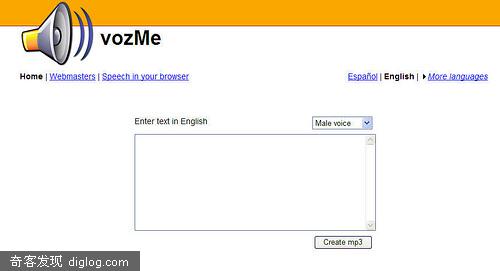 vozMe
Home | Webmasters | Speech in your browser
Español | English | More languages
Enter text in English
Male voice
Create mp3
奇客发现 diglog.com